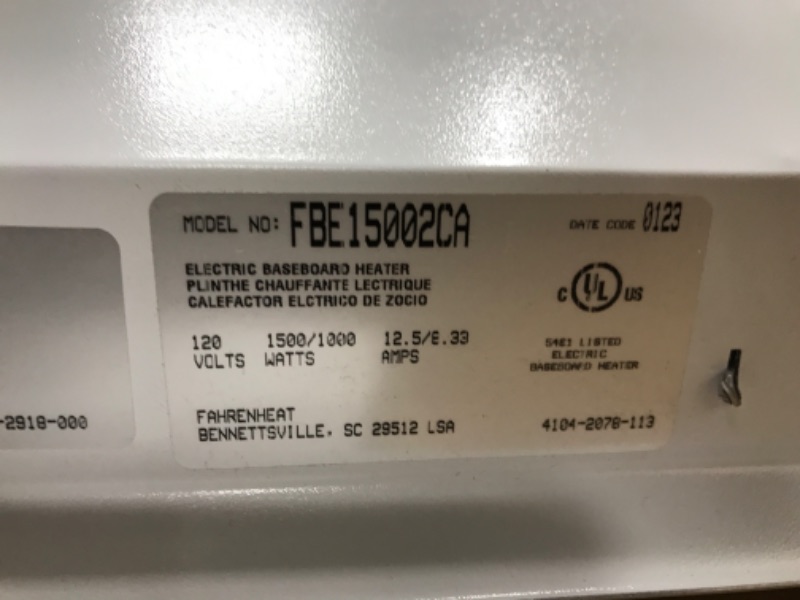 MODEL NO: FBE15002CA
DATE CODE 0123
ELECTRIC BASEBOARD HEATER
PLINTHE CHAUFFANTE LECTRIQUE
CALEFACTOR ELCTRICO DE ZOCIO
C UL US
120 1500/1000 12.5/8.33
VOLTS WATTS AMPS
54E1 LISTED
ELECTRIC
BASEBOARD HEATER
FAHRENHEAT
BENNETTSVILLE, SC 29512 LSA
4104-2078-113
-2918-000